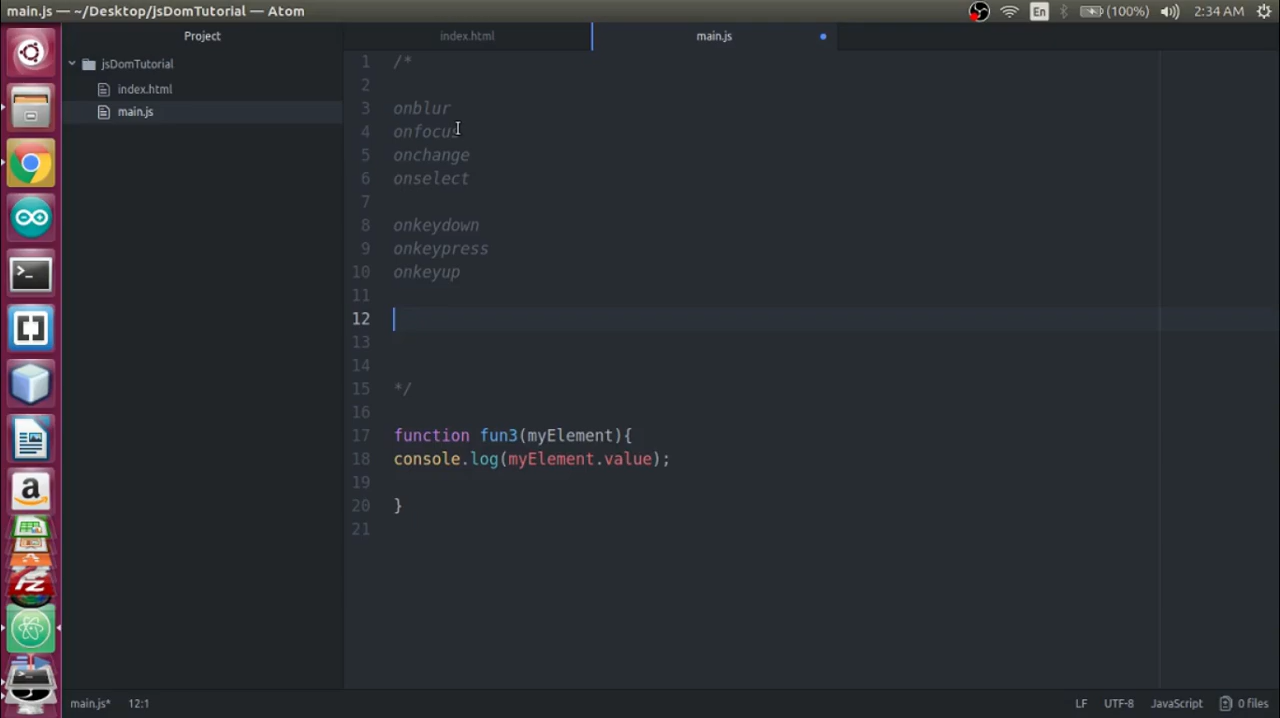 main.js — ~/Desktop/jsDomTutorial — Atom
En
(100%)
2:34 AM
Project
index.html
main.js
jsDomTutorial
index.html
main.js
1 /*
2
3 onblur
4 onfocus
5 onchange
6 onselect
7
8 onkeydown
9 onkeypress
10 onkeyup
11
12
13
14
15 */
16
17 function fun3(myElement){
18 console.log(myElement.value);
19
20 }
21
main.js* 12:1
LF UTF-8 JavaScript 0 files